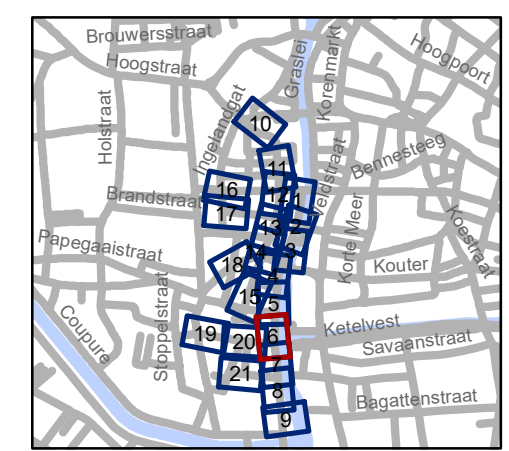 Brouwersstraat
Hoogstraat
Graslei
Korenmarkt
Hoogpoort
Holstraat
Ingelandgat
10
11
Bennesteeg
Veldstraat
16
12
1
Brandstraat
17
13
2
Korte Meer
Koestraat
Papegaaistraat
14
3
18
4
Kouter
15
5
Coupure
Stoppelstraat
19
20
6
Ketelvest
Savaanstraat
21
7
8
Bagattenstraat
9